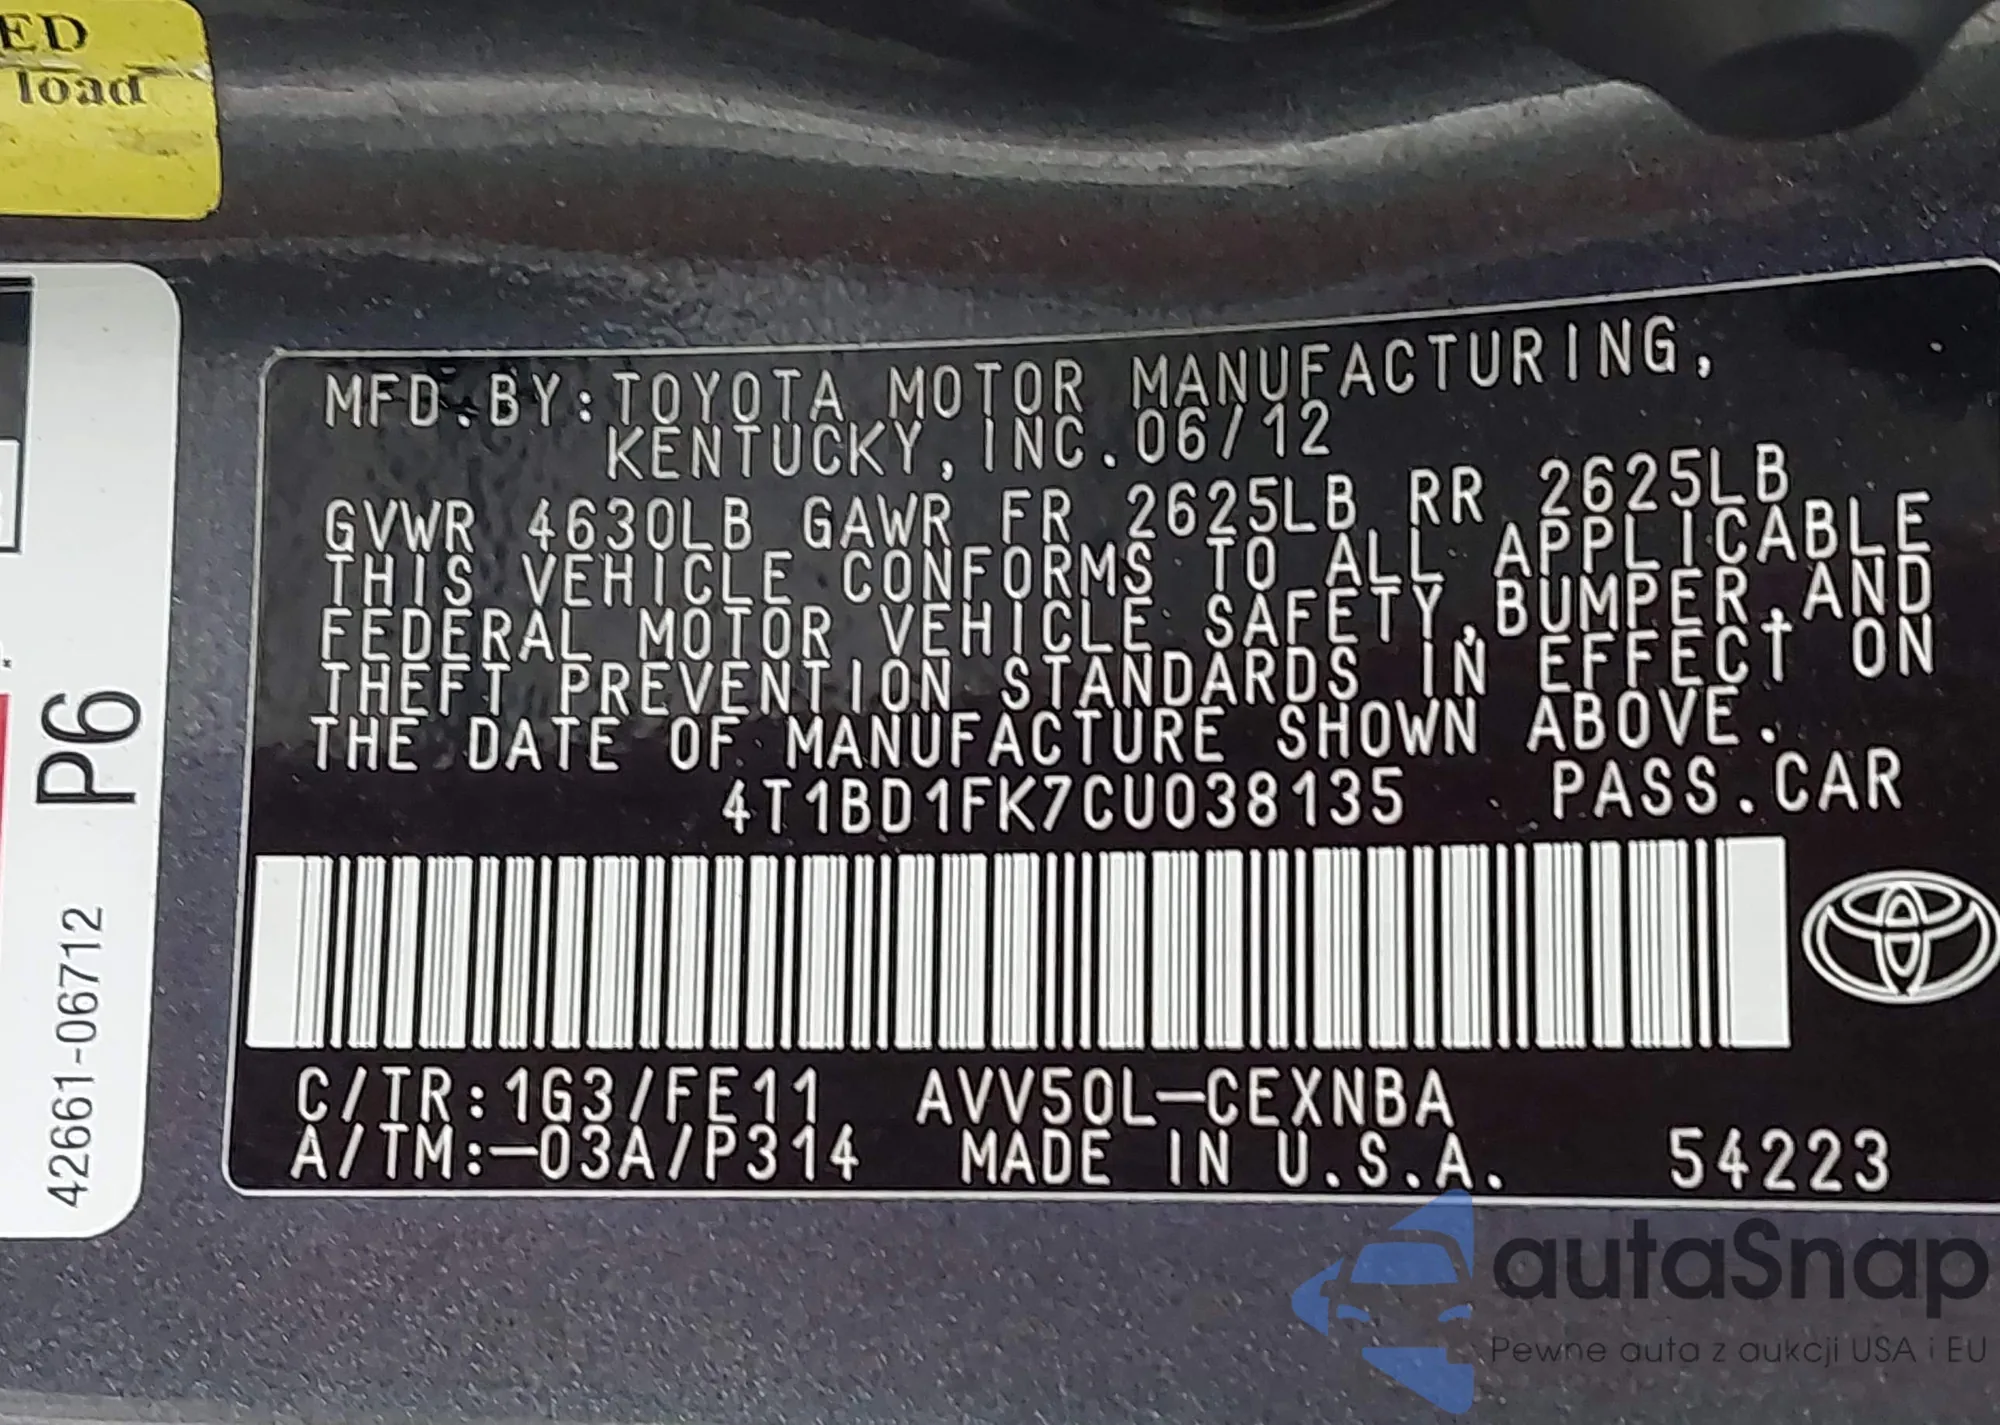 ED
load
P6
42661-06712
MFD.BY:TOYOTA MOTOR MANUFACTURING,
KENTUCKY, INC.06/12
GVWR 4630LB GAWR FR 2625LB RR 2625LB
THIS VEHICLE CONFORMS TO ALL APPLICABLE
FEDERAL MOTOR VEHICLE SAFETY,BUMPER,AND
THEFT PREVENTION STANDARDS IN EFFECT ON
THE DATE OF MANUFACTURE SHOWN ABOVE.
4T1BD1FK7CU038135 PASS.CAR
C/TR:1G3/FE11 AVV50L-CEXNBA
A/TM:-03A/P314 MADE IN U.S.A. 54223
autaSnap
Pewne auta z aukcji USA i EU